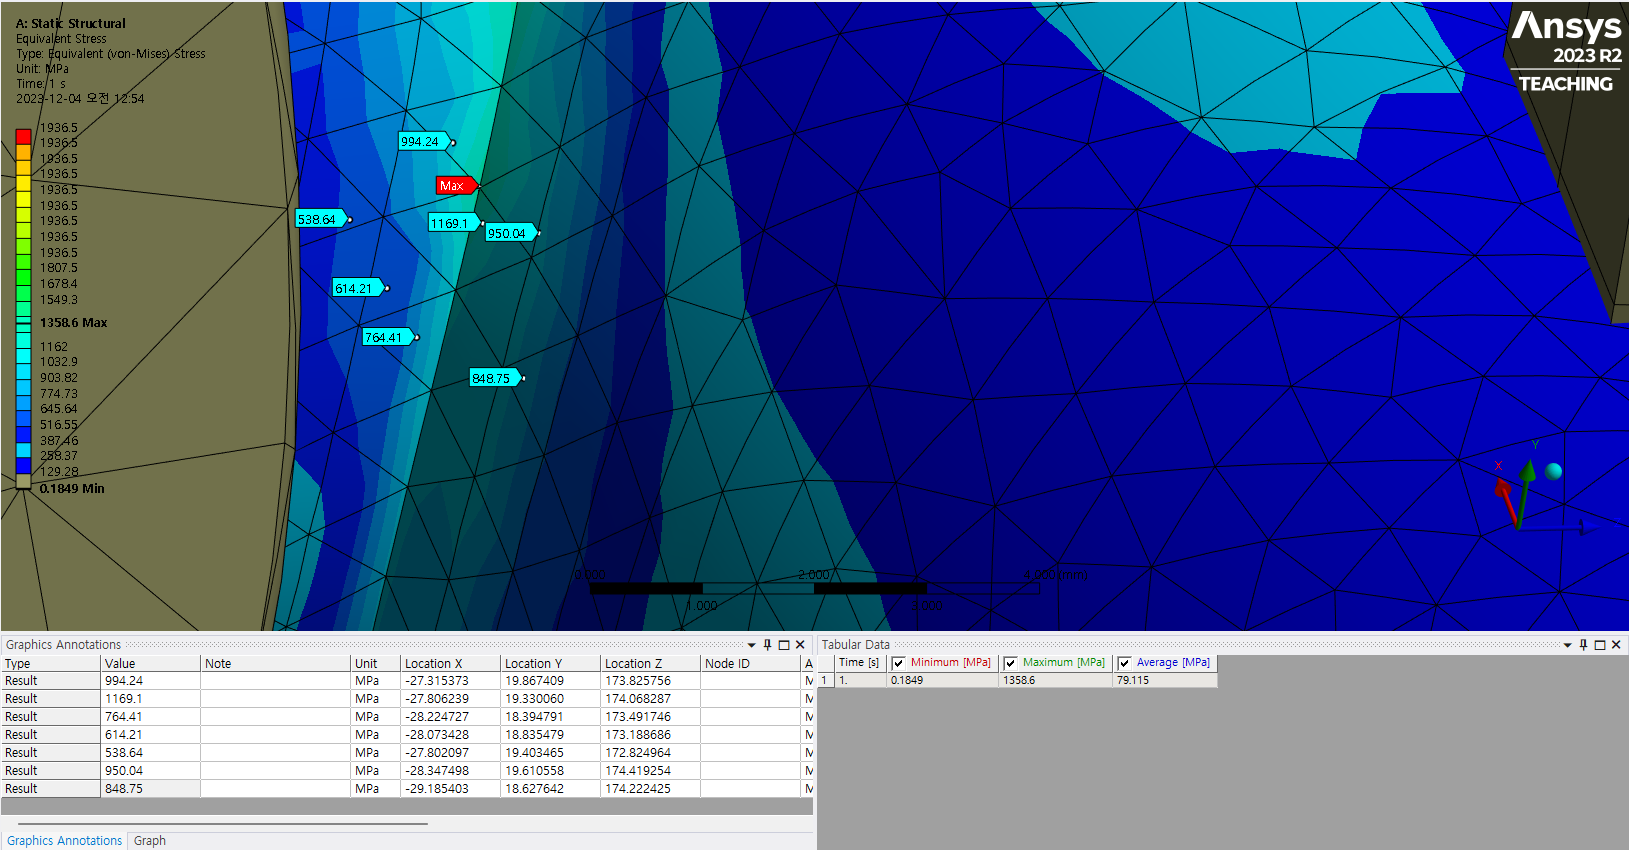 A: Static Structural
Equivalent Stress
Type: Equivalent (von-Mises) Stress
Unit: MPa
Time: 1 s
2023-12-04 오전 12:54
Ansys
2023 R2
TEACHING
1936.5
1936.5
1936.5
1936.5
1936.5
1936.5
1936.5
1936.5
1936.5
1807.5
1678.4
1549.3
1358.6 Max
1162
1032.9
903.82
774.73
645.64
516.55
387.46
258.37
129.28
0.1849 Min
994.24
Max
538.64
1169.1
950.04
614.21
764.41
848.75
Y
X
0.000
2.000
4.000 (mm)
1.000
3.000
Graphics Annotations
Type Value Note Unit Location X Location Y Location Z Node ID A
Result 994.24 MPa -27.315373 19.867409 173.825756 M
Result 1169.1 MPa -27.806239 19.330060 174.068287 M
Result 764.41 MPa -28.224727 18.394791 173.491746 M
Result 614.21 MPa -28.073428 18.835479 173.188686 M
Result 538.64 MPa -27.802097 19.403465 172.824964 M
Result 950.04 MPa -28.347498 19.610558 174.419254 M
Result 848.75 MPa -29.185403 18.627642 174.222425 M
Graphics Annotations Graph
Tabular Data
Time [s] Minimum [MPa] Maximum [MPa] Average [MPa]
1 1. 0.1849 1358.6 79.115